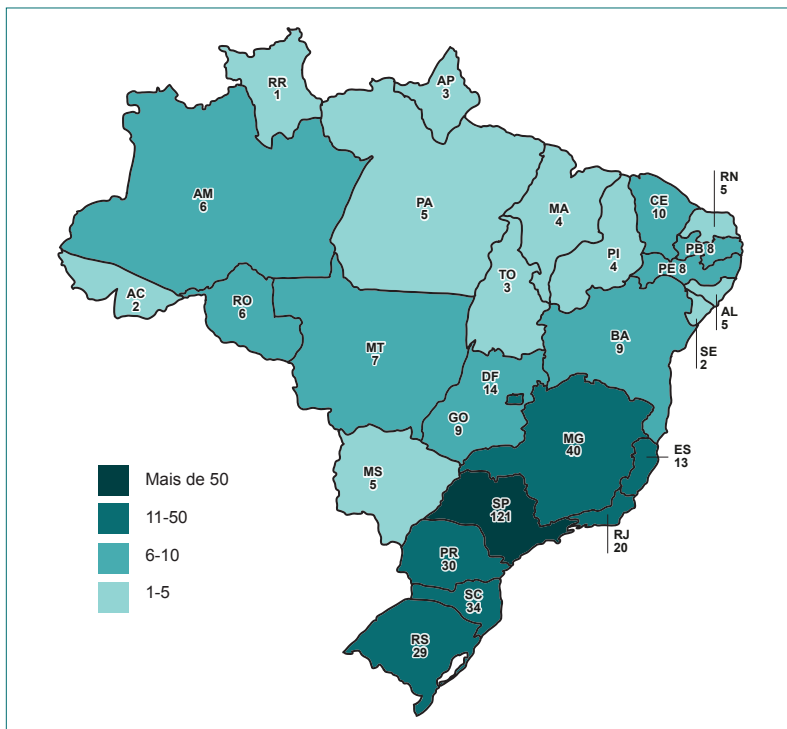 RR
1
AP
3
AM
6
PA
5
MA
4
CE
10
RN
5
PB 8
PI
4
PE 8
TO
3
AC
2
RO
6
AL
5
BA
9
SE
2
MT
7
DF
14
GO
9
MG
40
ES
13
MS
5
SP
121
RJ
20
PR
30
SC
34
RS
29
Mais de 50
11-50
6-10
1-5